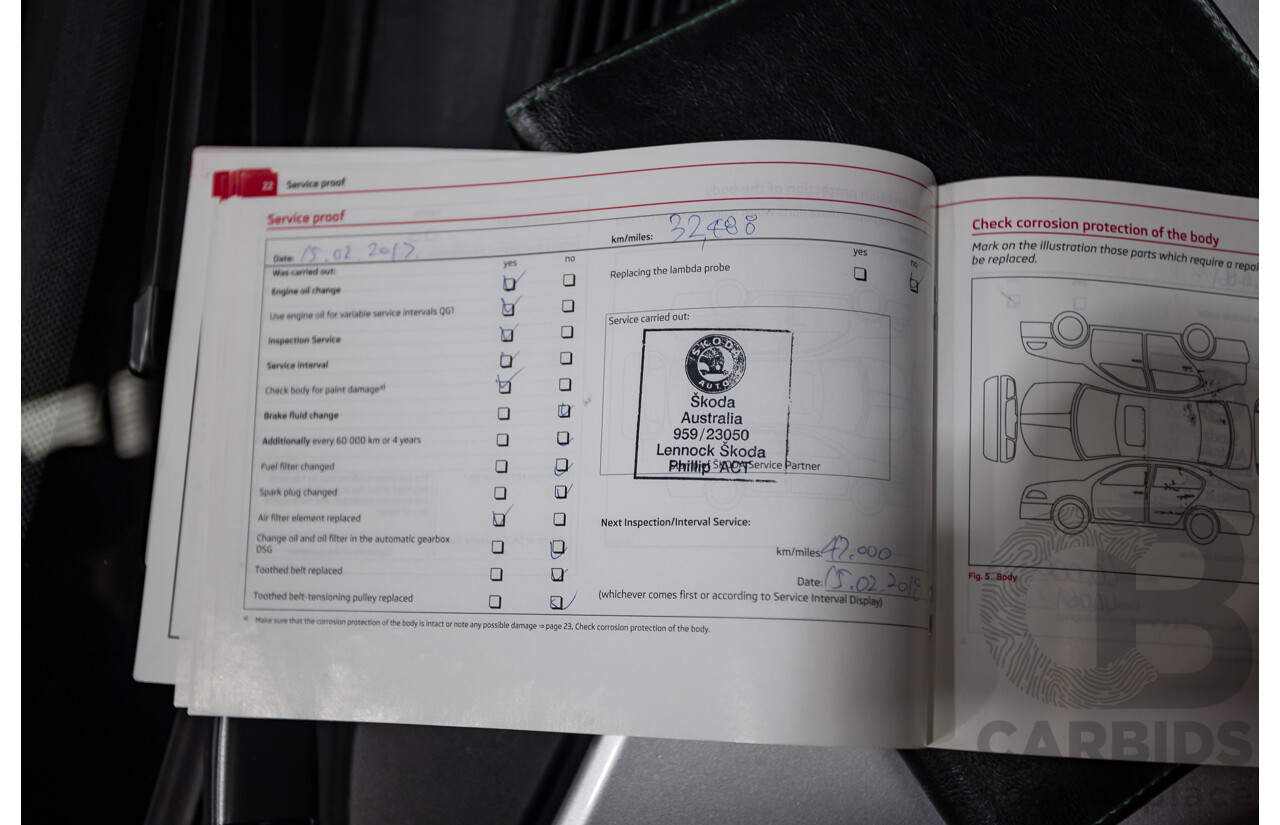 22 Service proof
Service proof
Date: 15.02.2017.
km/miles: 32,488
Was carried out:
yes no
Engine oil change
Use engine oil for variable service intervals QG1
Inspection Service
Service interval
Check body for paint damage a)
Brake fluid change
Additionally every 60 000 km or 4 years
Fuel filter changed
Spark plug changed
Air filter element replaced
Change oil and oil filter in the automatic gearbox
DSG
Toothed belt replaced
Toothed belt-tensioning pulley replaced
a) Make sure that the corrosion protection of the body is intact or note any possible damage ⇒ page 23, Check corrosion protection of the body.
yes no
Replacing the lambda probe
Service carried out:
SKODA
AUTO
Škoda
Australia
959/23050
Lennock Škoda
Phillip ACT
Service Partner
Next Inspection/Interval Service:
km/miles: 47.000
Date: 15.02.2018
(whichever comes first or according to Service Interval Display)
Check corrosion protection of the body
Mark on the illustration those parts which require a
be replaced.
Fig. 5 Body
CB
CARBIDS